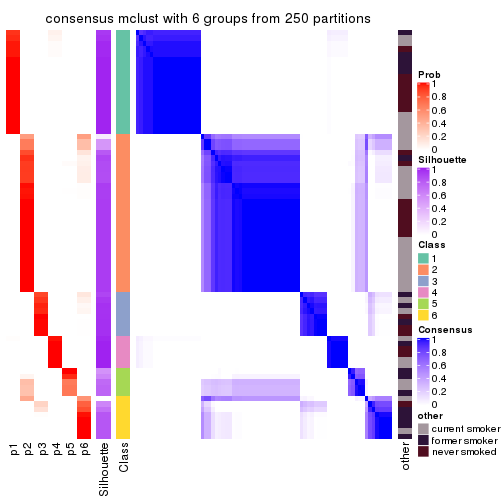 consensus mclust with 6 groups from 250 partitions
Prob
1
0.8
0.6
0.4
0.2
0
Silhouette
1
0.8
0.6
0.4
0.2
0
Class
1
2
3
4
5
6
Consensus
1
0.8
0.6
0.4
0.2
0
other
current smoker
former smoker
never smoked
p1
p2
p3
p4
p5
p6
Silhouette
Class
other